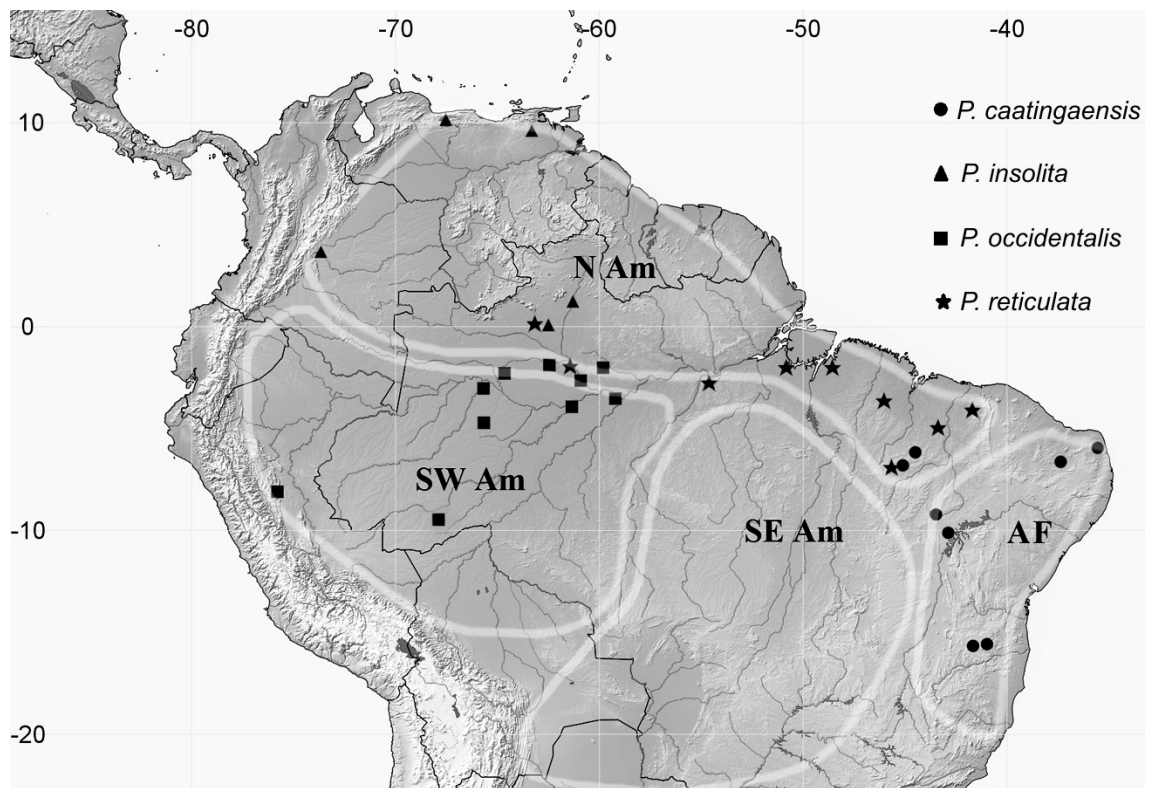 -80 -70 -60 -50 -40
10
P. caatingaensis
P. insolita
P. occidentalis
N Am
P. reticulata
0
SW Am
SE Am
AF
-10
-20